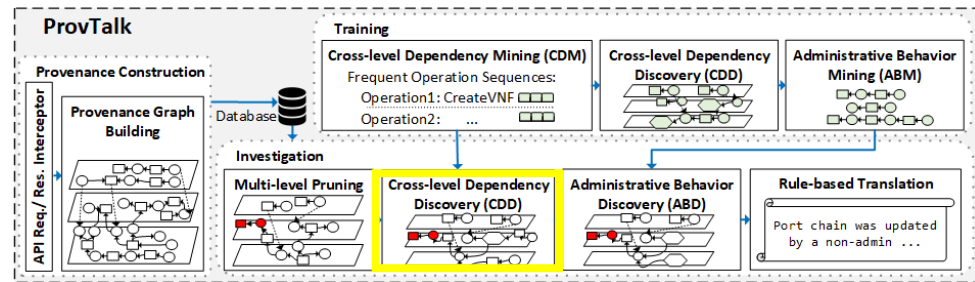 ProvTalk
Provenance Construction
API Req./ Res. Interceptor
Provenance Graph
Building
Database
Training
Cross-level Dependency Mining (CDM)
Frequent Operation Sequences:
Operation1: CreateVNF
Operation2: ...
Cross-level Dependency
Discovery (CDD)
Administrative Behavior
Mining (ABM)
Investigation
Multi-level Pruning
Cross-level Dependency
Discovery (CDD)
Administrative Behavior
Discovery (ABD)
Rule-based Translation
Port chain was updated
by a non-admin ...